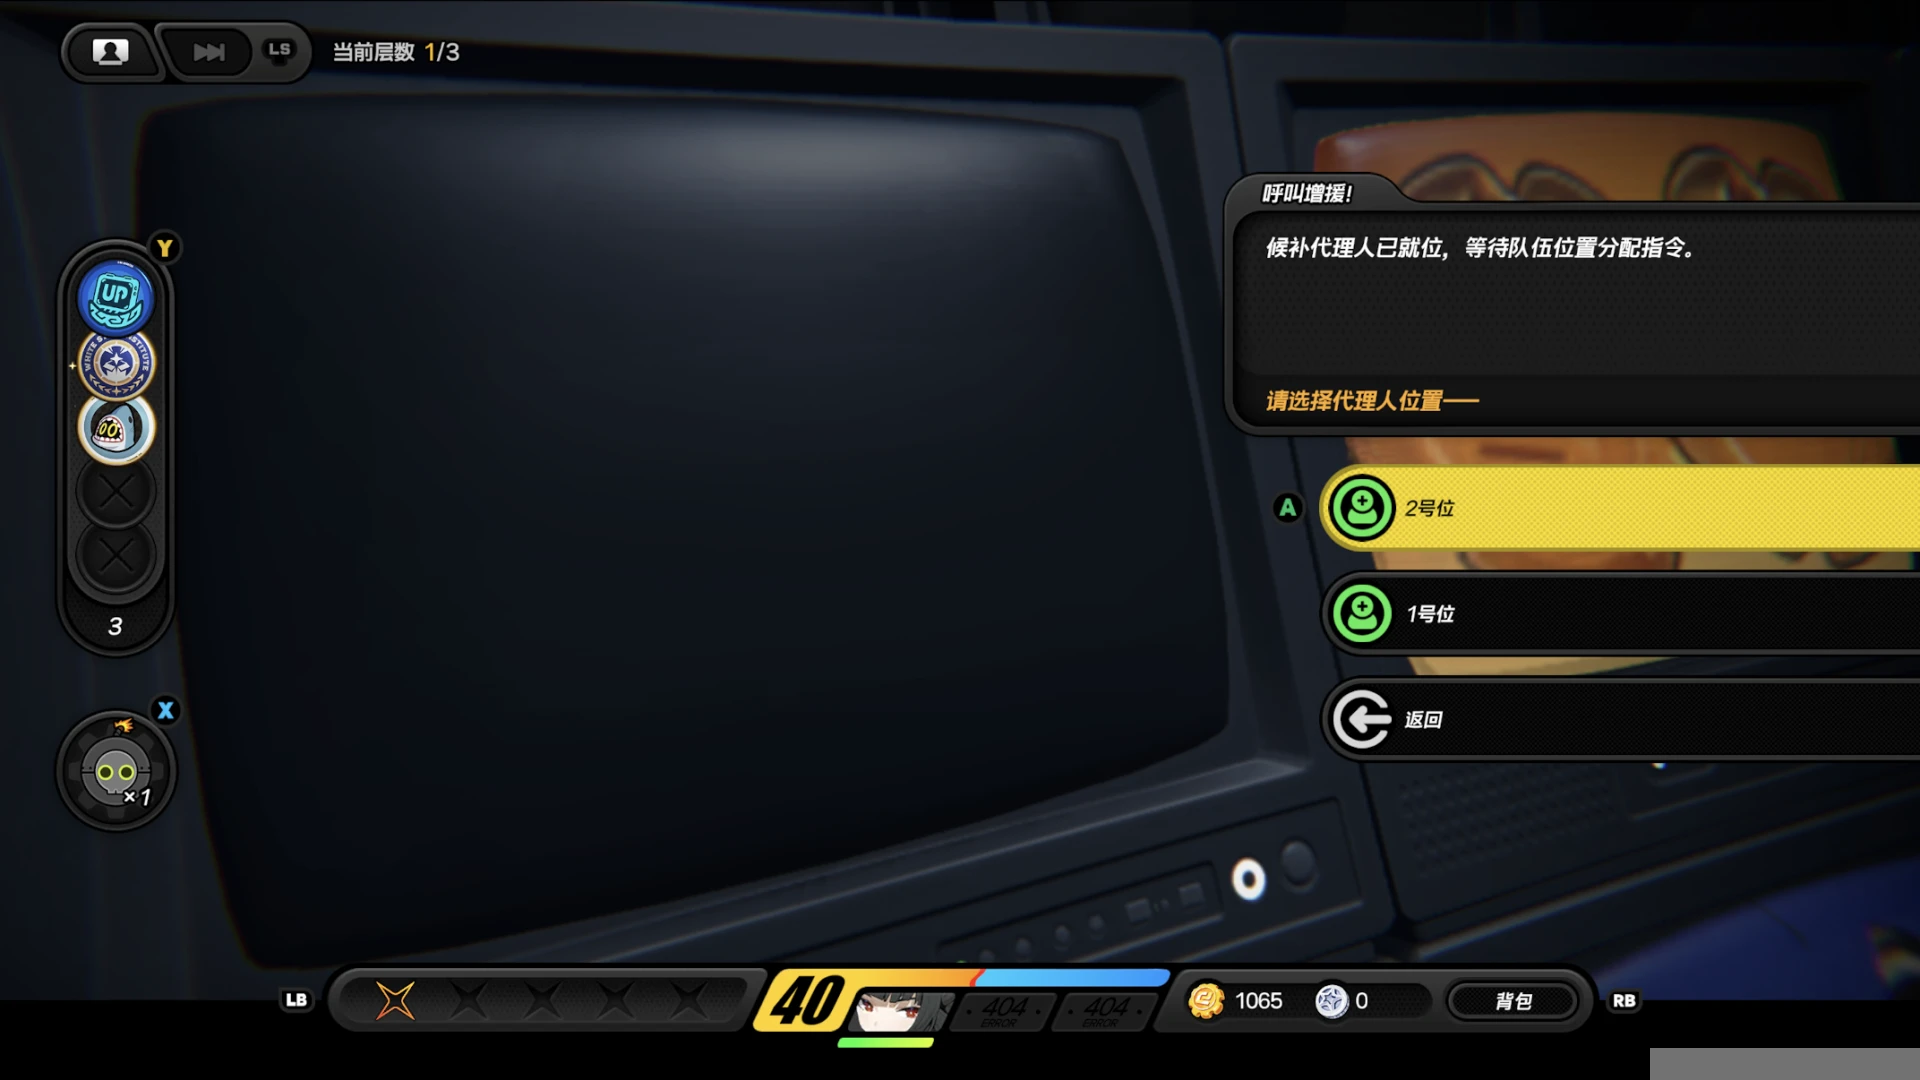 LS
当前层数 1/3
呼叫增援!
候补代理人已就位，等待队伍位置分配指令。
请选择代理人位置——
Y
UP
A
2号位
1号位
3
返回
X
×1
LB
40
404
ERROR
404
ERROR
1065
0
背包
RB